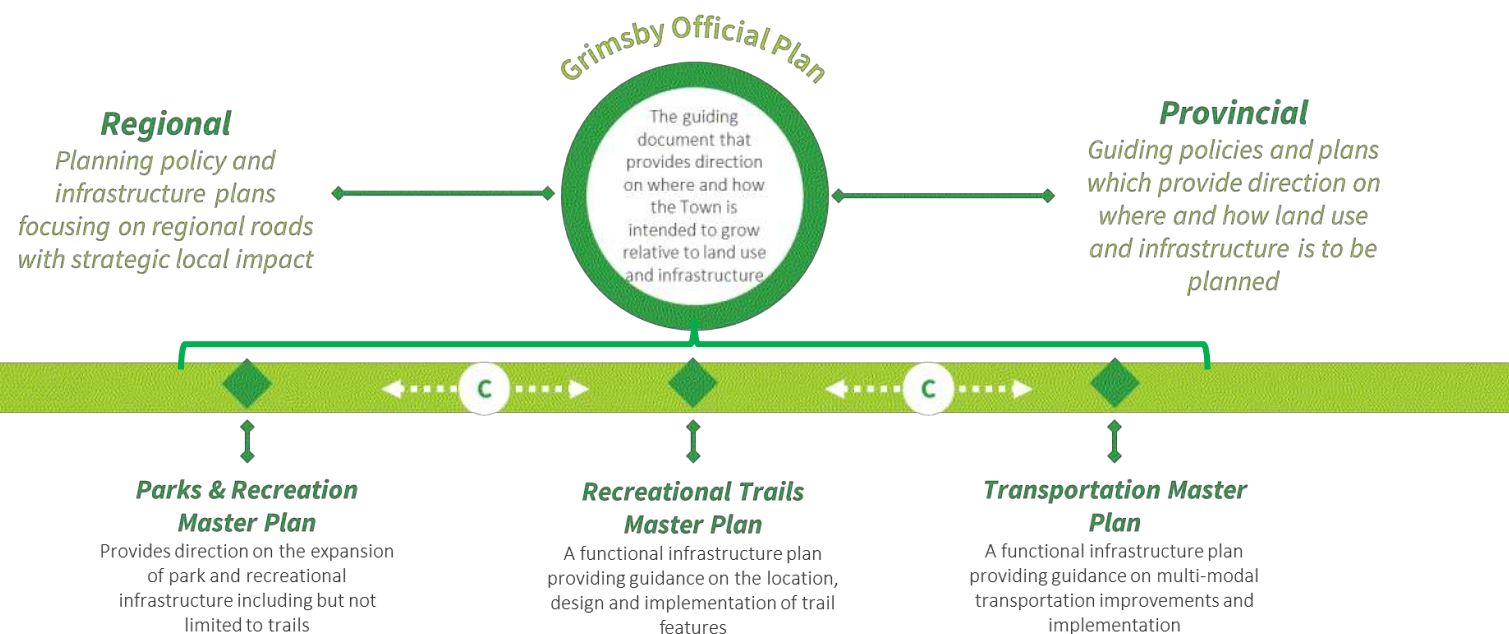 Grimsby Official Plan
The guiding
document that
provides direction
on where and how
the Town is
intended to grow
relative to land use
and infrastructure
Regional
Planning policy and
infrastructure plans
focusing on regional roads
with strategic local impact
Provincial
Guiding policies and plans
which provide direction on
where and how land use
and infrastructure is to be
planned
C
C
Parks & Recreation
Master Plan
Provides direction on the expansion
of park and recreational
infrastructure including but not
limited to trails
Recreational Trails
Master Plan
A functional infrastructure plan
providing guidance on the location,
design and implementation of trail
features
Transportation Master
Plan
A functional infrastructure plan
providing guidance on multi-modal
transportation improvements and
implementation